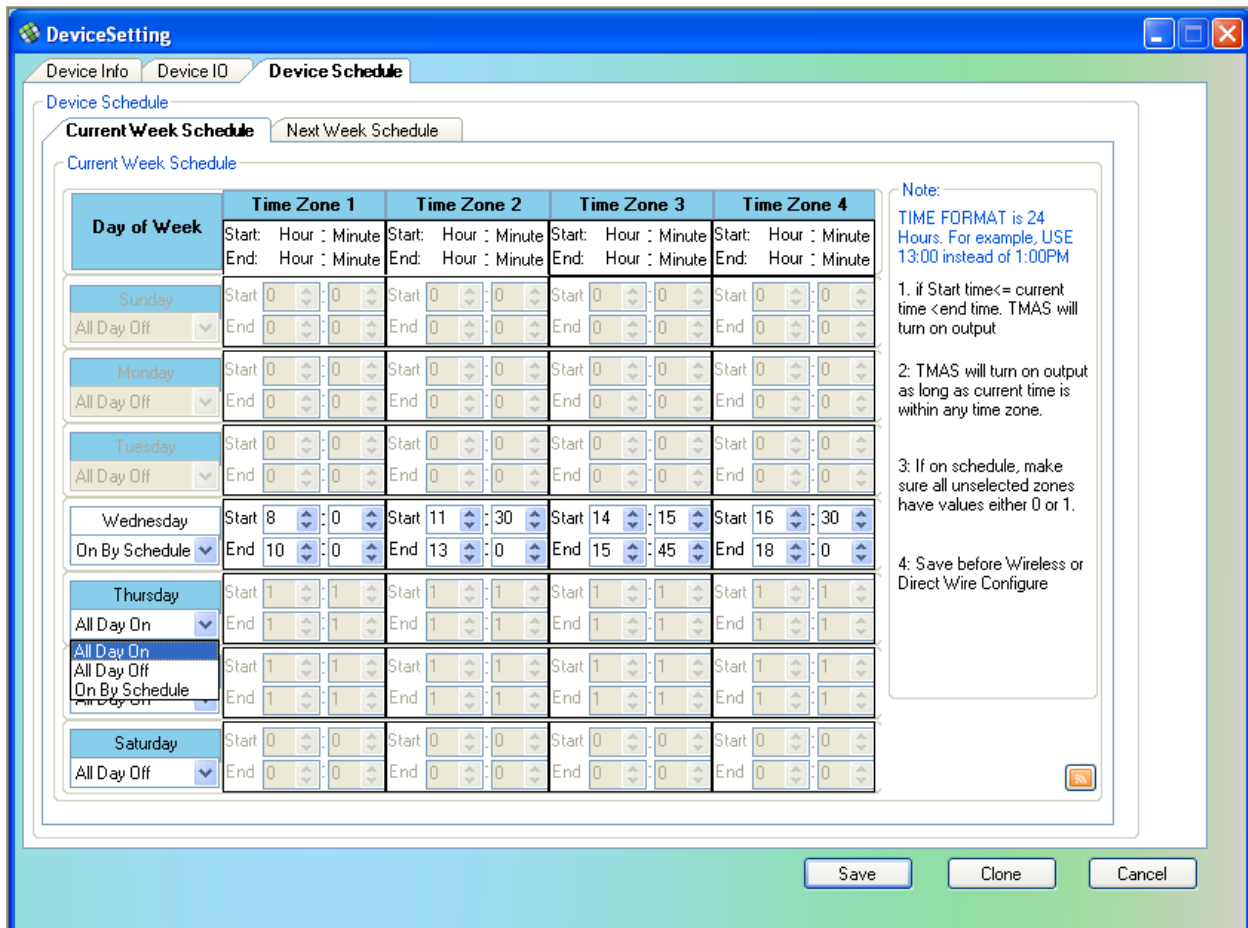 DeviceSetting
Device Info Device IO Device Schedule
Device Schedule
Current Week Schedule Next Week Schedule
Current Week Schedule
Day of Week Time Zone 1 Time Zone 2 Time Zone 3 Time Zone 4
Start: Hour : Minute Start: Hour : Minute Start: Hour : Minute Start: Hour : Minute
End: Hour : Minute End: Hour : Minute End: Hour : Minute End: Hour : Minute
Sunday Start 0 : 0 Start 0 : 0 Start 0 : 0 Start 0 : 0
All Day Off End 0 : 0 End 0 : 0 End 0 : 0 End 0 : 0
Monday Start 0 : 0 Start 0 : 0 Start 0 : 0 Start 0 : 0
All Day Off End 0 : 0 End 0 : 0 End 0 : 0 End 0 : 0
Tuesday Start 0 : 0 Start 0 : 0 Start 0 : 0 Start 0 : 0
All Day Off End 0 : 0 End 0 : 0 End 0 : 0 End 0 : 0
Wednesday Start 8 : 0 Start 11 : 30 Start 14 : 15 Start 16 : 30
On By Schedule End 10 : 0 End 13 : 0 End 15 : 45 End 18 : 0
Thursday Start 1 : 1 Start 1 : 1 Start 1 : 1 Start 1 : 1
All Day On End 1 : 1 End 1 : 1 End 1 : 1 End 1 : 1
All Day On
All Day Off Start 1 : 1 Start 1 : 1 Start 1 : 1 Start 1 : 1
On By Schedule
All Day Off End 1 : 1 End 1 : 1 End 1 : 1 End 1 : 1
Saturday Start 0 : 0 Start 0 : 0 Start 0 : 0 Start 0 : 0
All Day Off End 0 : 0 End 0 : 0 End 0 : 0 End 0 : 0
Note:
TIME FORMAT is 24
Hours. For example, USE
13:00 instead of 1:00PM
1. if Start time<= current
time <end time. TMAS will
turn on output
2: TMAS will turn on output
as long as current time is
within any time zone.
3: If on schedule, make
sure all unselected zones
have values either 0 or 1.
4: Save before Wireless or
Direct Wire Configure
Save Clone Cancel